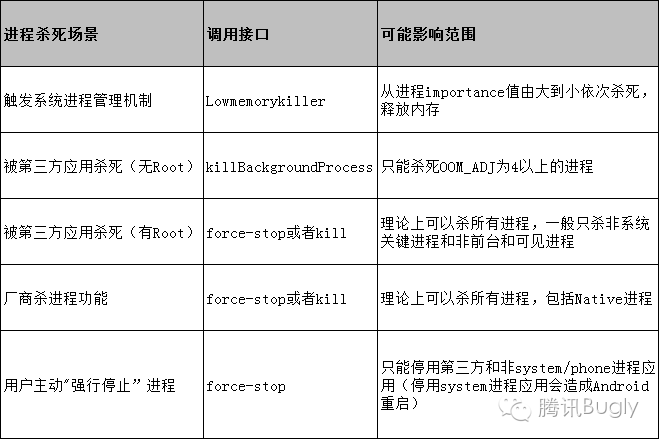 进程杀死场景 调用接口 可能影响范围
触发系统进程管理机制 Lowmemorykiller 从进程importance值由大到小依次杀死，
释放内存
被第三方应用杀死（无Root） killBackgroundProcess 只能杀死OOM_ADJ为4以上的进程
被第三方应用杀死（有Root） force-stop或者kill 理论上可以杀所有进程，一般只杀非系统
关键进程和非前台和可见进程
厂商杀进程功能 force-stop或者kill 理论上可以杀所有进程，包括Native进程
用户主动"强行停止”进程 force-stop 只能停用第三方和非system/phone进程应
用（停用system进程应用会造成Android
重启）
腾讯Bugly